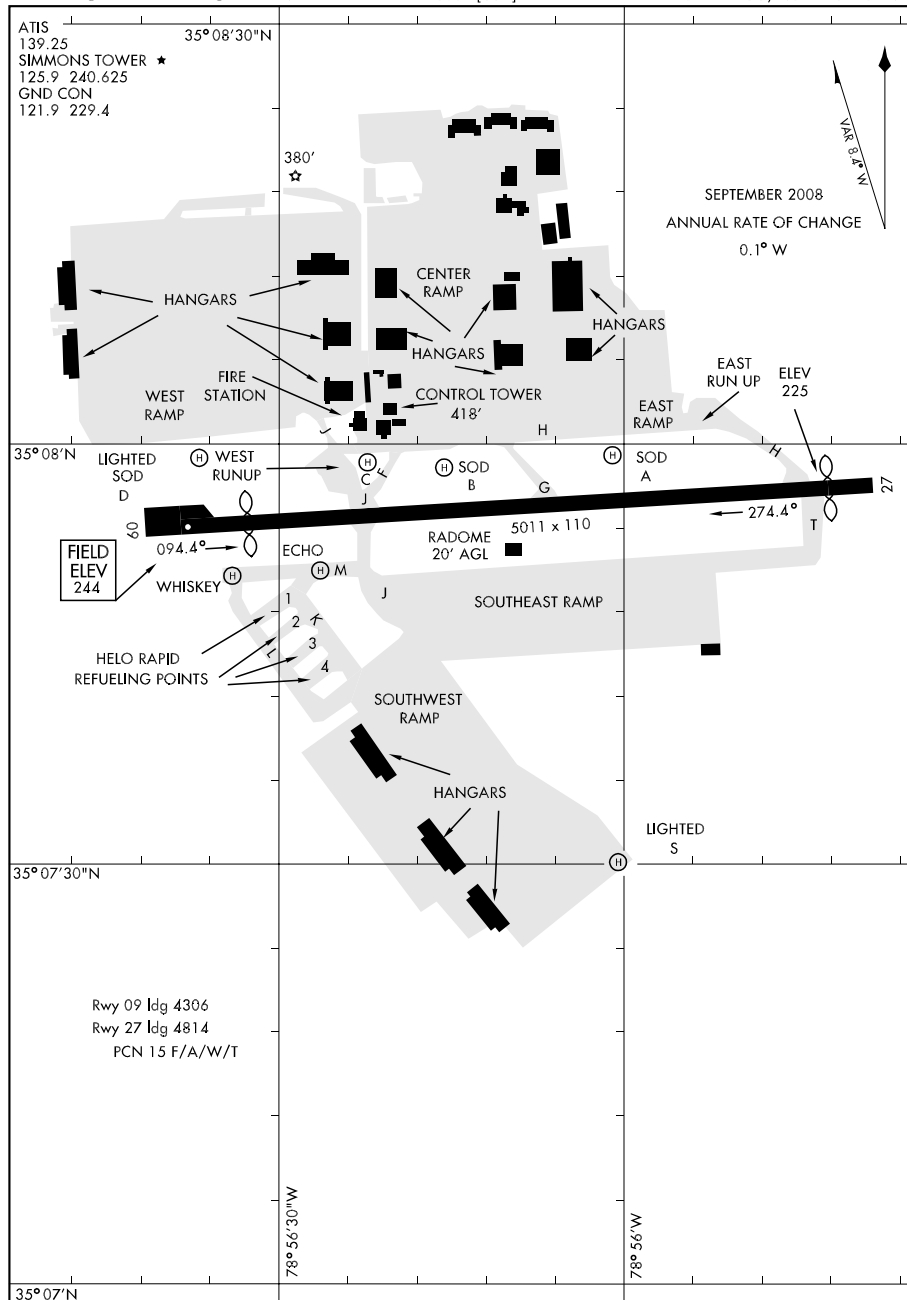 ATIS
139.25
SIMMONS TOWER ★
125.9 240.625
GND CON
121.9 229.4
35° 08'30"N
380'
VAR 8.4° W
SEPTEMBER 2008
ANNUAL RATE OF CHANGE
0.1° W
HANGARS
CENTER
RAMP
HANGARS
HANGARS
WEST
RAMP
FIRE
STATION
CONTROL TOWER
418'
EAST
RAMP
EAST
RUN UP
ELEV
225
J
H
H
35° 08'N
LIGHTED
SOD
D
H
WEST
RUNUP
H
C
F
J
H
SOD
B
G
H
SOD
A
27
09
094.4°
5011 x 110
274.4°
T
FIELD
ELEV
244
ECHO
RADOME
20' AGL
WHISKEY
H
H
M
J
SOUTHEAST RAMP
1
2
K
3
4
L
HELO RAPID
REFUELING POINTS
SOUTHWEST
RAMP
HANGARS
LIGHTED
S
H
35° 07'30"N
Rwy 09 ldg 4306
Rwy 27 ldg 4814
PCN 15 F/A/W/T
78° 56'30"W
78° 56'W
35° 07'N